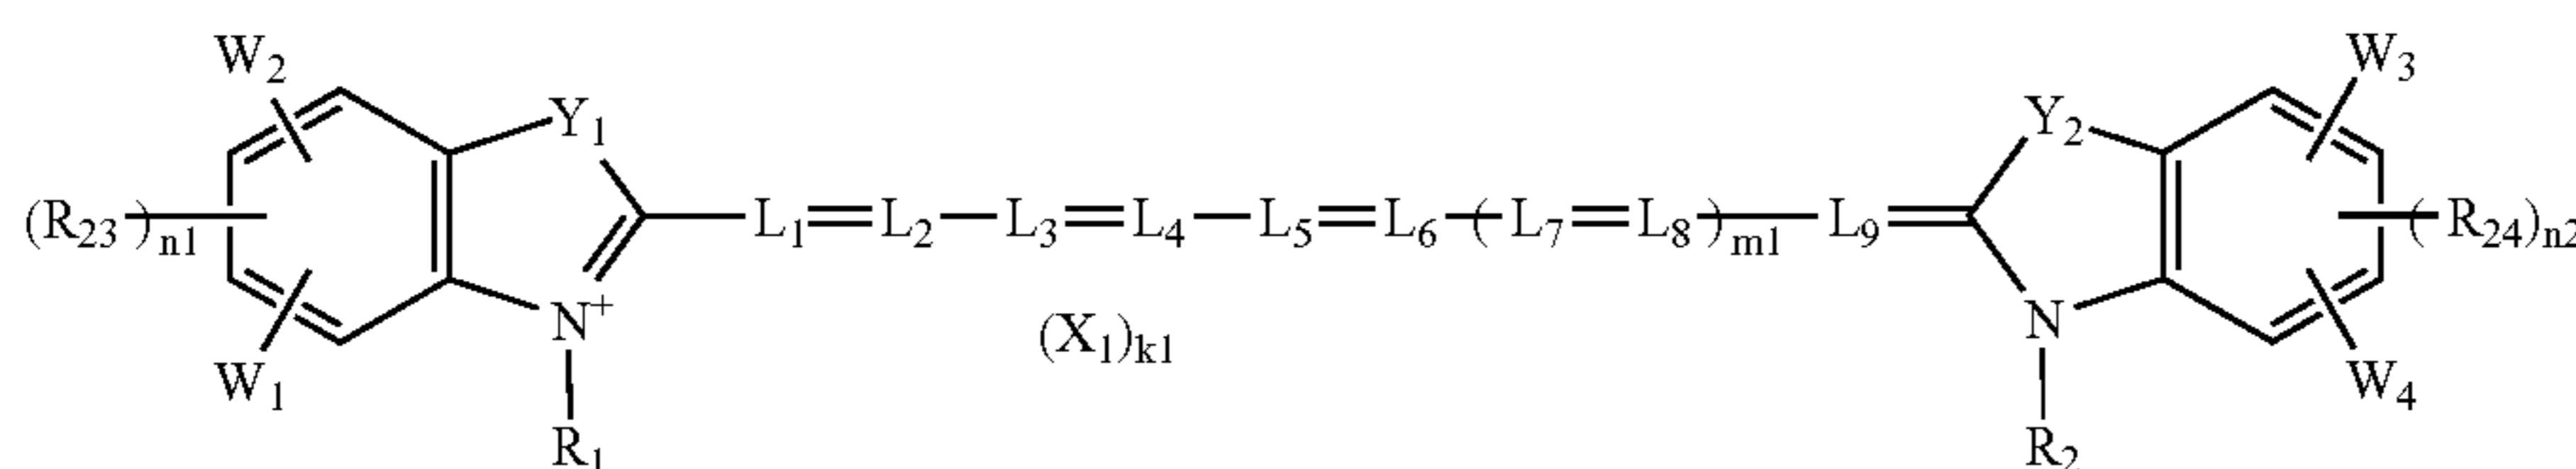 W2 W3
Y1 Y2
(R23)n1 L1=L2—L3=L4—L5=L6—(L7=L8)m1—L9= (R24)n2
N+ (X1)k1 N
W1 W4
R1 R2